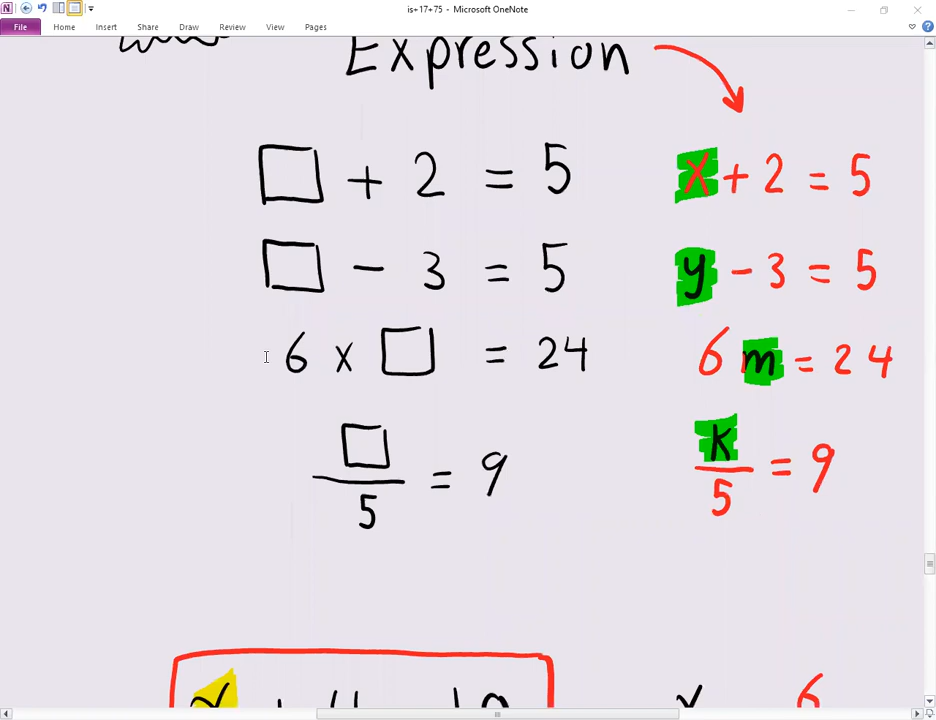 is+17+75 - Microsoft OneNote
File Home Insert Share Draw Review View Pages
Expression
□ + 2 = 5 x + 2 = 5
□ - 3 = 5 y - 3 = 5
6 x □ = 24 6 m = 24
□/5 = 9 k/5 = 9
6